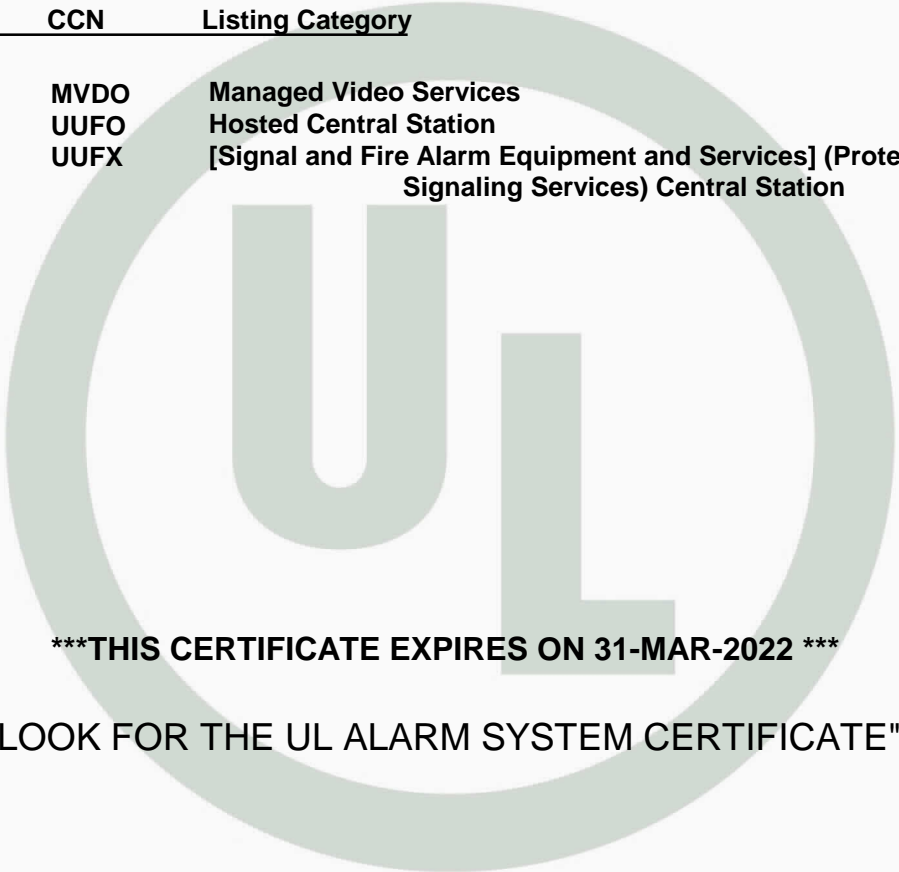 CCN Listing Category
MVDO Managed Video Services
UUFO Hosted Central Station
UUFX [Signal and Fire Alarm Equipment and Services] (Prote
Signaling Services) Central Station
UL
***THIS CERTIFICATE EXPIRES ON 31-MAR-2022 ***
LOOK FOR THE UL ALARM SYSTEM CERTIFICATE"